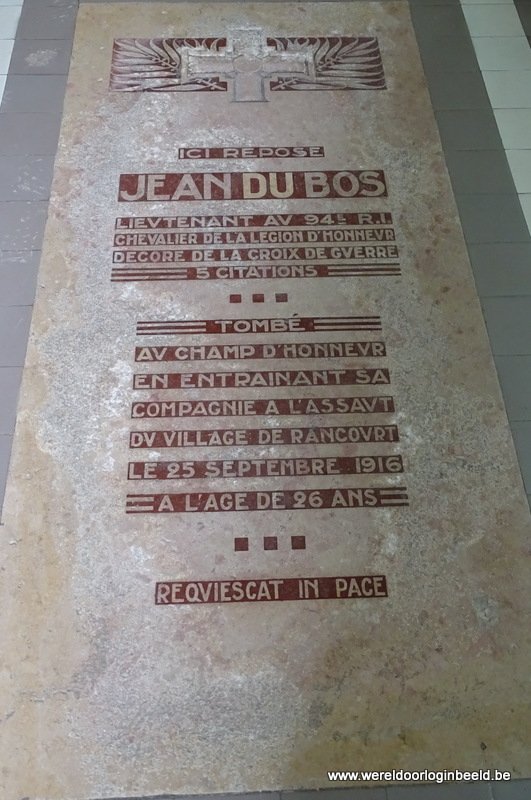 ICI REPOSE
JEAN DU BOS
LIEVTENANT AV 94E R.I.
CHEVALIER DE LA LEGION D'HONNEVR
DECORE DE LA CROIX DE GVERRE
5 CITATIONS
TOMBÉ
AV CHAMP D'HONNEVR
EN ENTRAINANT SA
COMPAGNIE A L'ASSAVT
DV VILLAGE DE RANCOVRT
LE 25 SEPTEMBRE 1916
A L'AGE DE 26 ANS
REQVIESCAT IN PACE
www.wereldoorloginbeeld.be